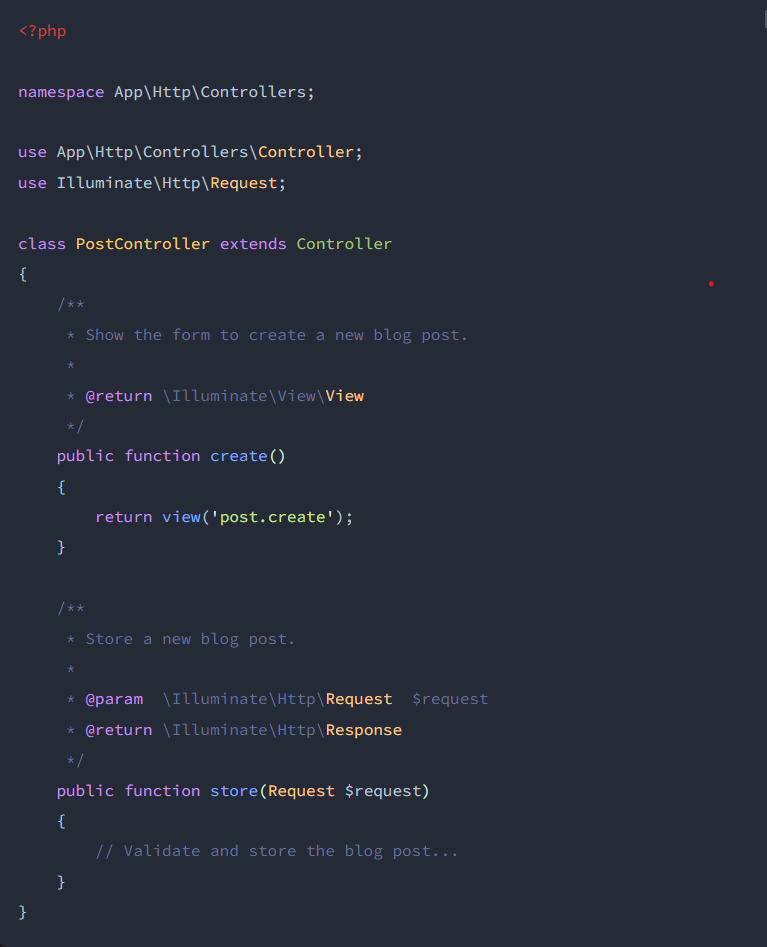 <?php
namespace App\Http\Controllers;
use App\Http\Controllers\Controller;
use Illuminate\Http\Request;
class PostController extends Controller
{
    /**
     * Show the form to create a new blog post.
     *
     * @return \Illuminate\View\View
     */
    public function create()
    {
        return view('post.create');
    }
    /**
     * Store a new blog post.
     *
     * @param  \Illuminate\Http\Request  $request
     * @return \Illuminate\Http\Response
     */
    public function store(Request $request)
    {
        // Validate and store the blog post...
    }
}